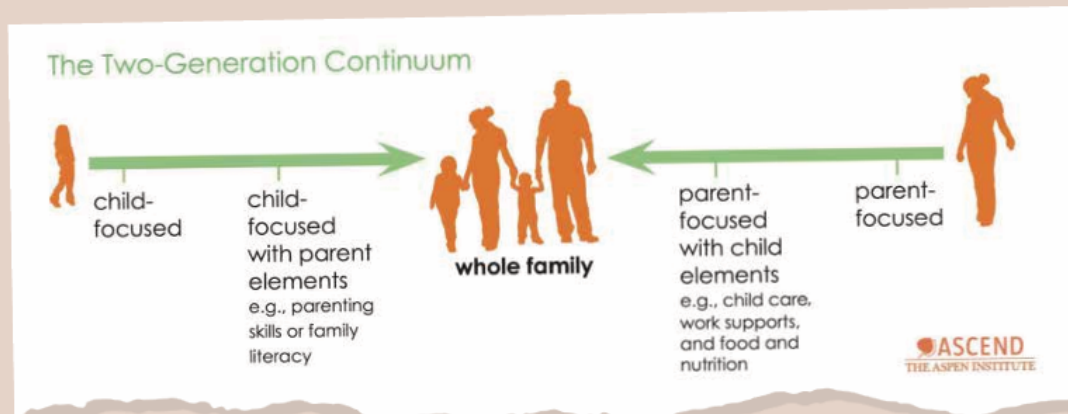 The Two-Generation Continuum
child-
focused
child-
focused
with parent
elements
e.g., parenting
skills or family
literacy
whole family
parent-
focused
with child
elements
e.g., child care,
work supports,
and food and
nutrition
parent-
focused
ASCEND
THE ASPEN INSTITUTE